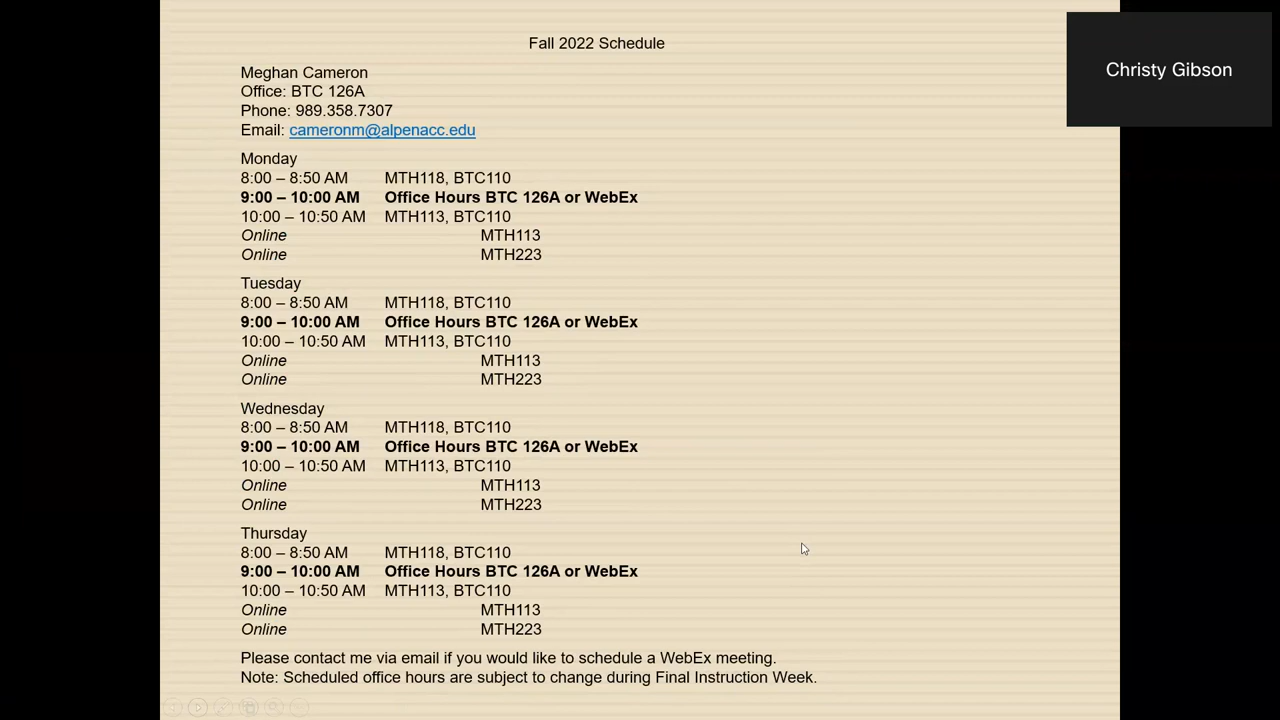 Fall 2022 Schedule
Christy Gibson
Meghan Cameron
Office: BTC 126A
Phone: 989.358.7307
Email: cameronm@alpenacc.edu
Monday
8:00 – 8:50 AM MTH118, BTC110
9:00 – 10:00 AM Office Hours BTC 126A or WebEx
10:00 – 10:50 AM MTH113, BTC110
Online MTH113
Online MTH223
Tuesday
8:00 – 8:50 AM MTH118, BTC110
9:00 – 10:00 AM Office Hours BTC 126A or WebEx
10:00 – 10:50 AM MTH113, BTC110
Online MTH113
Online MTH223
Wednesday
8:00 – 8:50 AM MTH118, BTC110
9:00 – 10:00 AM Office Hours BTC 126A or WebEx
10:00 – 10:50 AM MTH113, BTC110
Online MTH113
Online MTH223
Thursday
8:00 – 8:50 AM MTH118, BTC110
9:00 – 10:00 AM Office Hours BTC 126A or WebEx
10:00 – 10:50 AM MTH113, BTC110
Online MTH113
Online MTH223
Please contact me via email if you would like to schedule a WebEx meeting.
Note: Scheduled office hours are subject to change during Final Instruction Week.